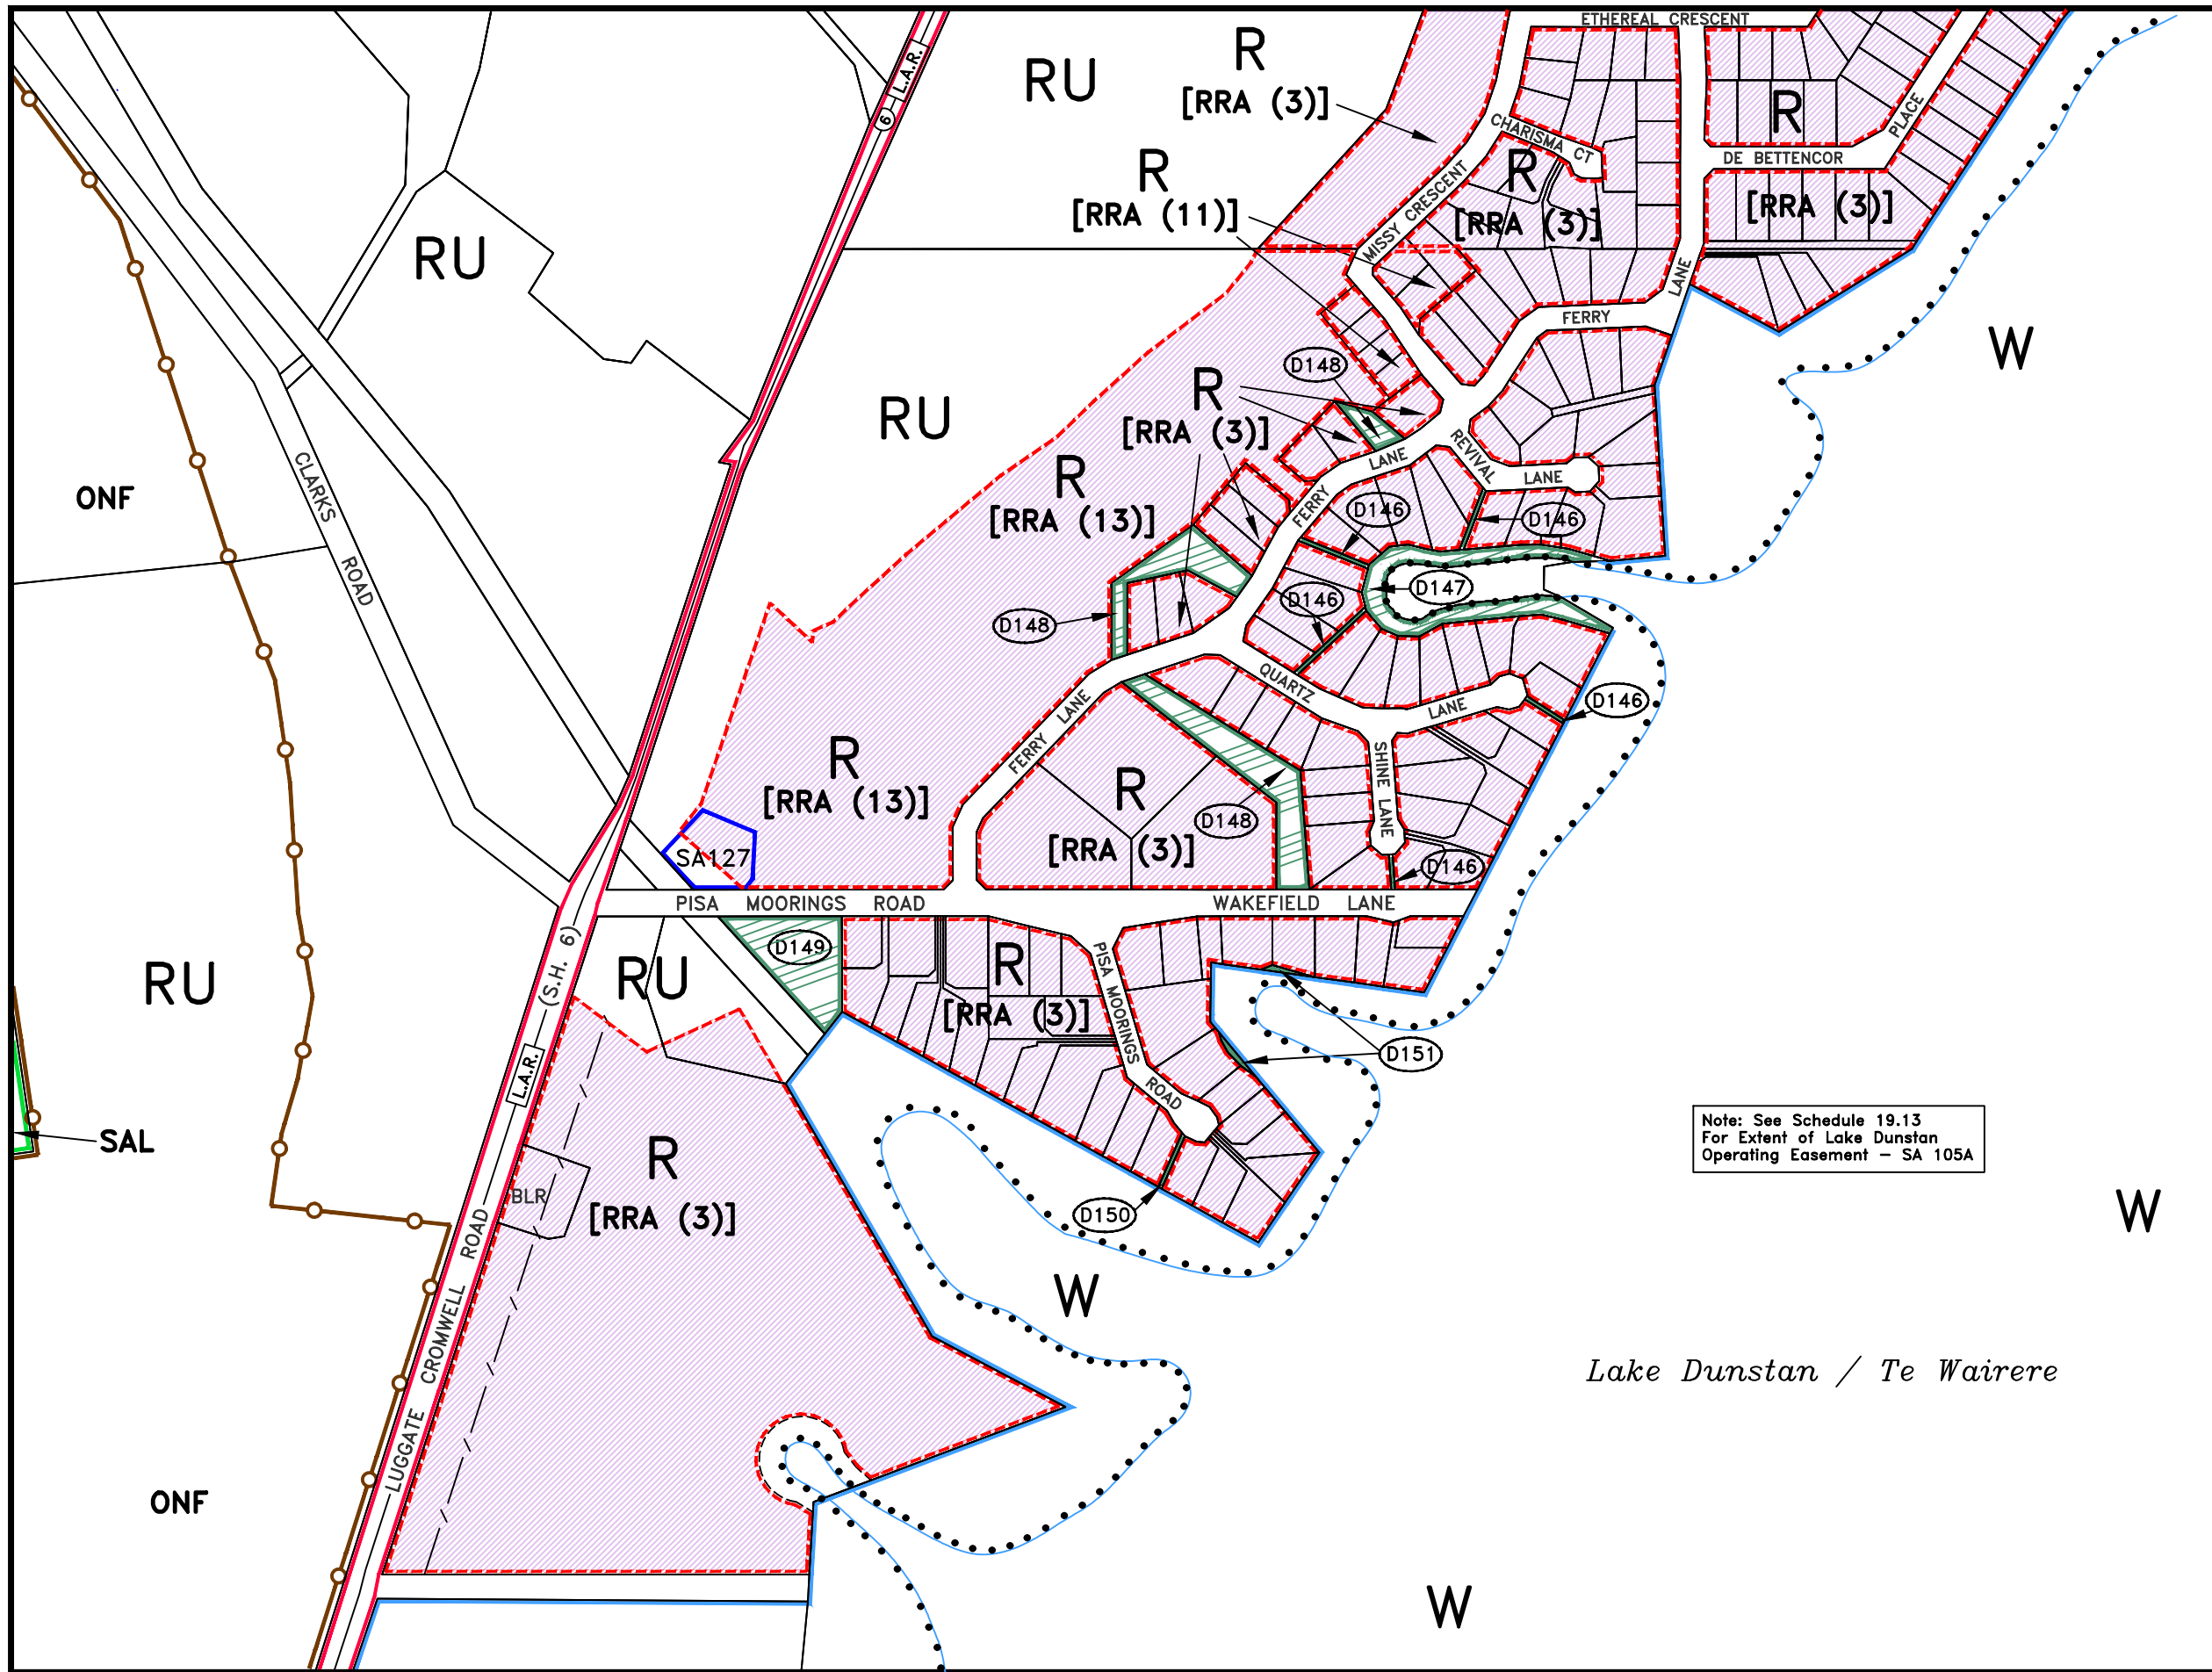 ETHEREAL CRESCENT
L.A.R.
6
RU
R
[RRA (3)]
CHARISMA CT
R
PLACE
DE BETTENCOR
R
[RRA (3)]
[RRA (3)]
MISSY CRESCENT
R
[RRA (11)]
RU
LANE
FERRY
W
D148
RU
R
[RRA (3)]
REVIVAL
LANE
LANE
CLARKS
ROAD
ONF
R
[RRA (13)]
FERRY
D146
D146
D147
D146
D148
QUARTZ
LANE
D146
FERRY LANE
SHINE LANE
R
[RRA (13)]
R
[RRA (3)]
D148
SA127
D146
PISA MOORINGS ROAD
WAKEFIELD LANE
D149
(S.H. 6)
RU
RU
R
[RRA (3)]
PISA MOORINGS
ROAD
D151
L.A.R.
SAL
Note: See Schedule 19.13
For Extent of Lake Dunstan
Operating Easement – SA 105A
R
[RRA (3)]
BLR
D150
W
W
LUGGATE CROMWELL ROAD
Lake Dunstan / Te Wairere
ONF
W